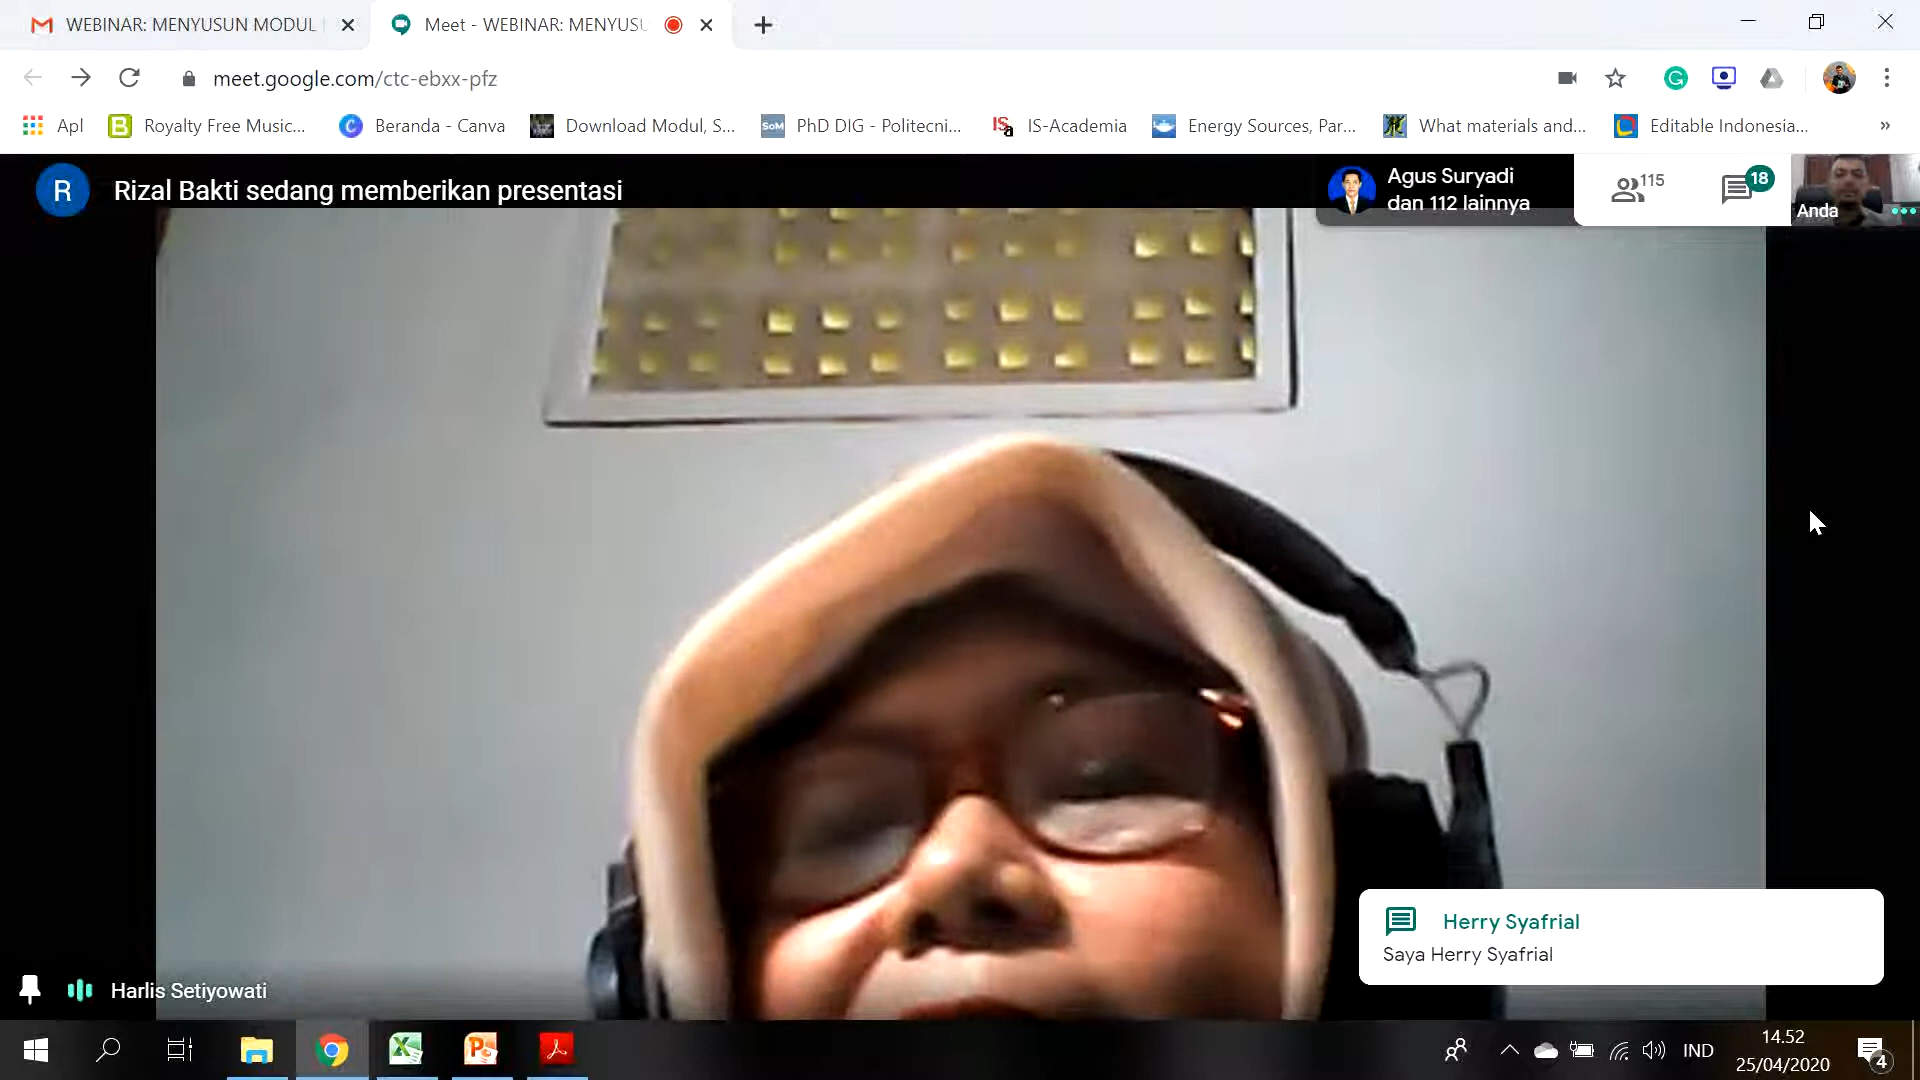 WEBINAR: MENYUSUN MODUL
Meet - WEBINAR: MENYUSU
meet.google.com/ctc-ebxx-pfz
Apl
Royalty Free Music...
Beranda - Canva
Download Modul, S...
SoM
PhD DIG - Politecni...
IS-Academia
Energy Sources, Par...
What materials and...
Editable Indonesia...
»
R
Rizal Bakti sedang memberikan presentasi
Agus Suryadi
dan 112 lainnya
115
18
Anda
Herry Syafrial
Saya Herry Syafrial
Harlis Setiyowati
IND
14.52
25/04/2020
4